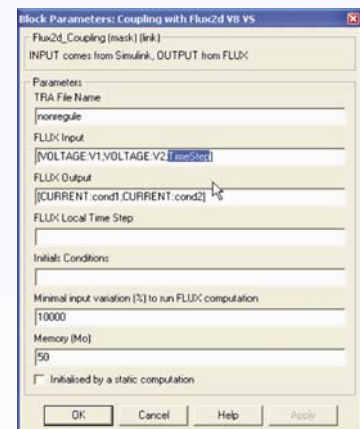 Block Parameters: Coupling with Flux2d V8 VS
Flux2d_Coupling (mask) (link)
INPUT comes from Simulink, OUTPUT from FLUX
Parameters
TRA File Name
nonregule
FLUX Input
[VOLTAGE:V1;VOLTAGE:V2;TimeStep]
FLUX Output
[CURRENT:cond1;CURRENT:cond2]
FLUX Local Time Step
Initials Conditions
Minimal input variation (%) to run FLUX computation
10000
Memory (Mo)
50
Initialised by a static computation
OK Cancel Help Apply